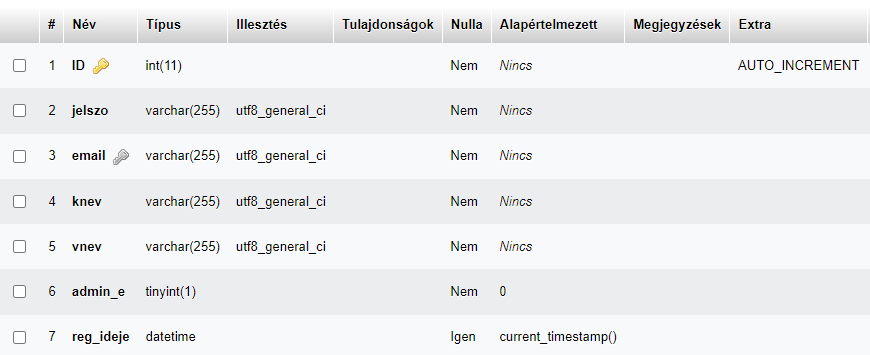 # Név Típus Illesztés Tulajdonságok Nulla Alapértelmezett Megjegyzések Extra
1 ID int(11) Nem Nincs AUTO_INCREMENT
2 jelszo varchar(255) utf8_general_ci Nem Nincs
3 email varchar(255) utf8_general_ci Nem Nincs
4 knev varchar(255) utf8_general_ci Nem Nincs
5 vnev varchar(255) utf8_general_ci Nem Nincs
6 admin_e tinyint(1) Nem 0
7 reg_ideje datetime Igen current_timestamp()